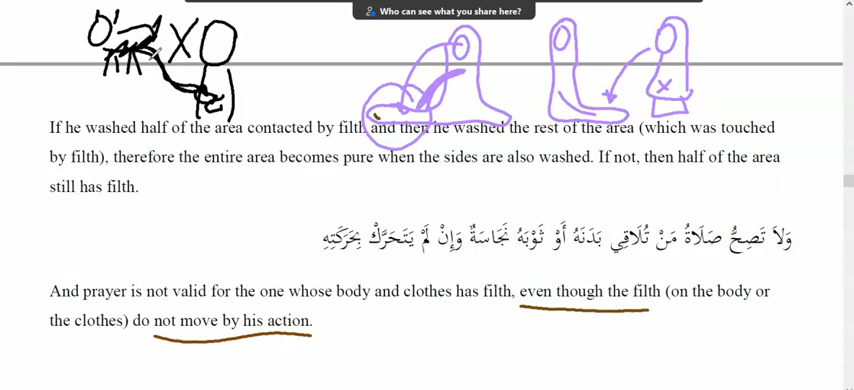 Who can see what you share here?
If he washed half of the area contacted by filth and then he washed the rest of the area (which was touched
by filth), therefore the entire area becomes pure when the sides are also washed. If not, then half of the area
still has filth.
وَلاَ تَصِحُّ صَلَاةُ مَنْ تُلَاقِي بَدَنَهُ أَوْ ثَوْبَهُ نَجَاسَةٌ وَإِنْ لَمْ يَتَحَرَّكْ بِحَرَكَتِهِ
And prayer is not valid for the one whose body and clothes has filth, even though the filth (on the body or
the clothes) do not move by his action.